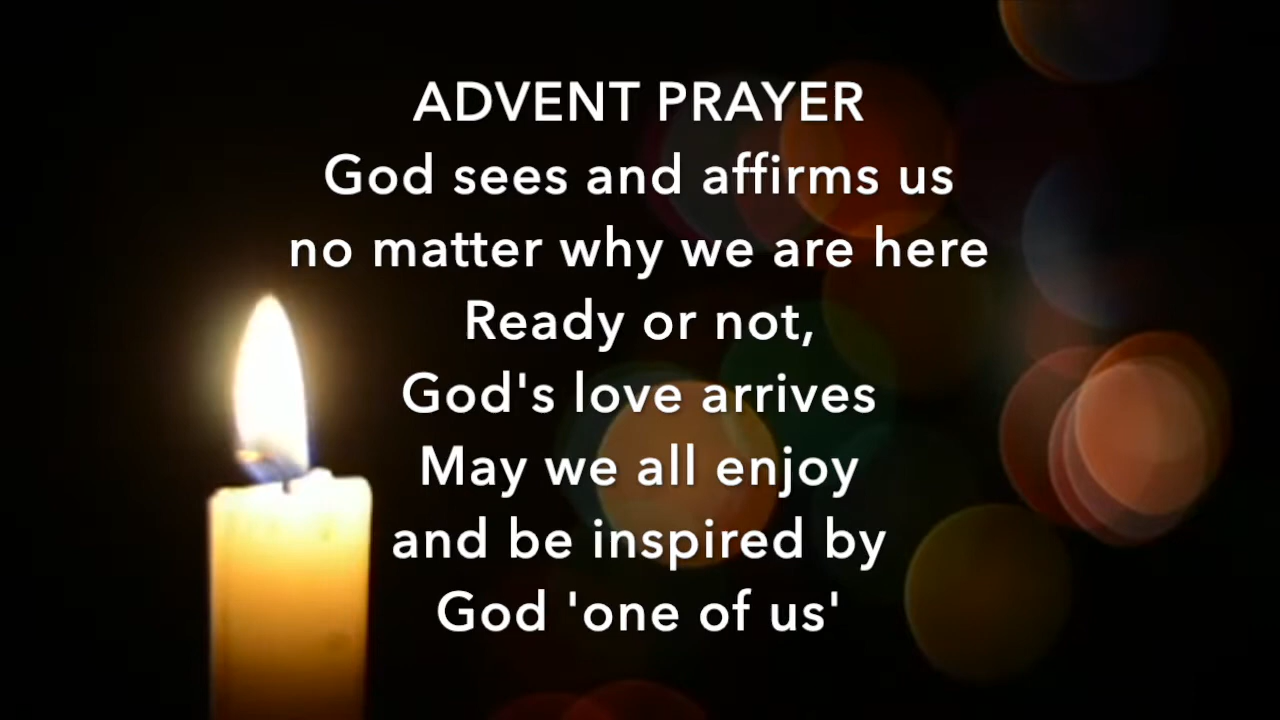 ADVENT PRAYER
God sees and affirms us
no matter why we are here
Ready or not,
God's love arrives
May we all enjoy
and be inspired by
God 'one of us'